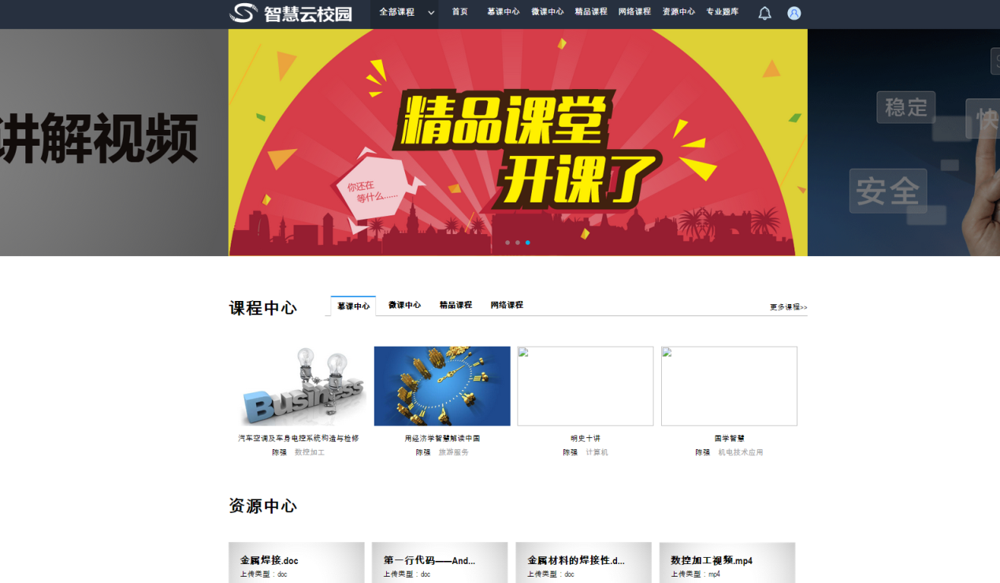 智慧云校园
全部课程 首页 慕课中心 微课中心 精品课程 网络课程 资源中心 专业题库
讲解视频
精品课堂
开课了
你还在
等什么......
稳定
快
安全
课程中心 慕课中心 微课中心 精品课程 网络课程 更多课程>>
Business
汽车空调及车身电控系统构造与检修 用经济学智慧解读中国 明史十讲 国学智慧
陈强 数控加工 陈强 旅游服务 陈强 计算机 陈强 机电技术应用
资源中心
金属焊接.doc 第一行代码——And... 金属材料的焊接性.d... 数控加工视频.mp4
上传类型：doc 上传类型：doc 上传类型：doc 上传类型：mp4